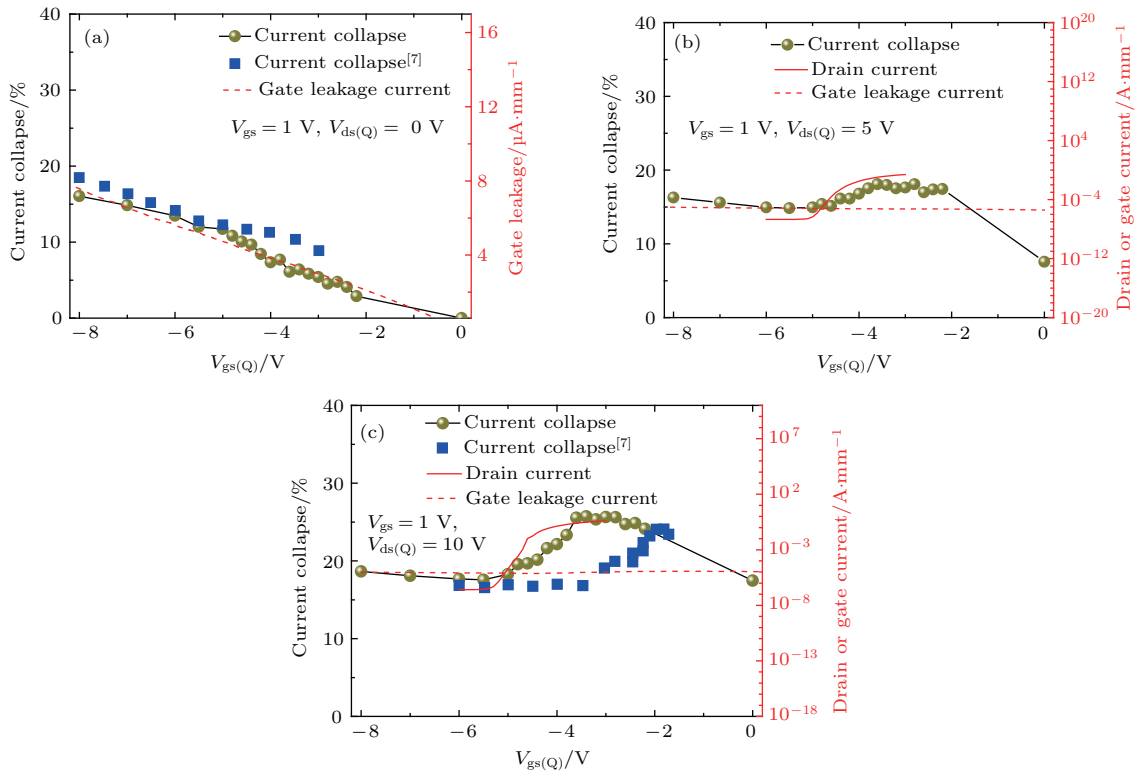 (a)
Current collapse
Current collapse[7]
Gate leakage current
Vgs = 1 V, Vds(Q) = 0 V
Current collapse/%
40
30
20
10
0
−8
−6
−4
−2
0
Vgs(Q)/V
16
12
8
4
Gate leakage/µA·mm−1
(b)
Current collapse
Drain current
Gate leakage current
Vgs = 1 V, Vds(Q) = 5 V
Current collapse/%
40
30
20
10
0
−8
−6
−4
−2
0
Vgs(Q)/V
10^20
10^12
10^4
10^−4
10^−12
10^−20
Drain or gate current/A·mm−1
(c)
Current collapse
Current collapse[7]
Drain current
Gate leakage current
Vgs = 1 V,
Vds(Q) = 10 V
Current collapse/%
40
30
20
10
0
−8
−6
−4
−2
0
Vgs(Q)/V
10^7
10^2
10^−3
10^−8
10^−13
10^−18
Drain or gate current/A·mm−1